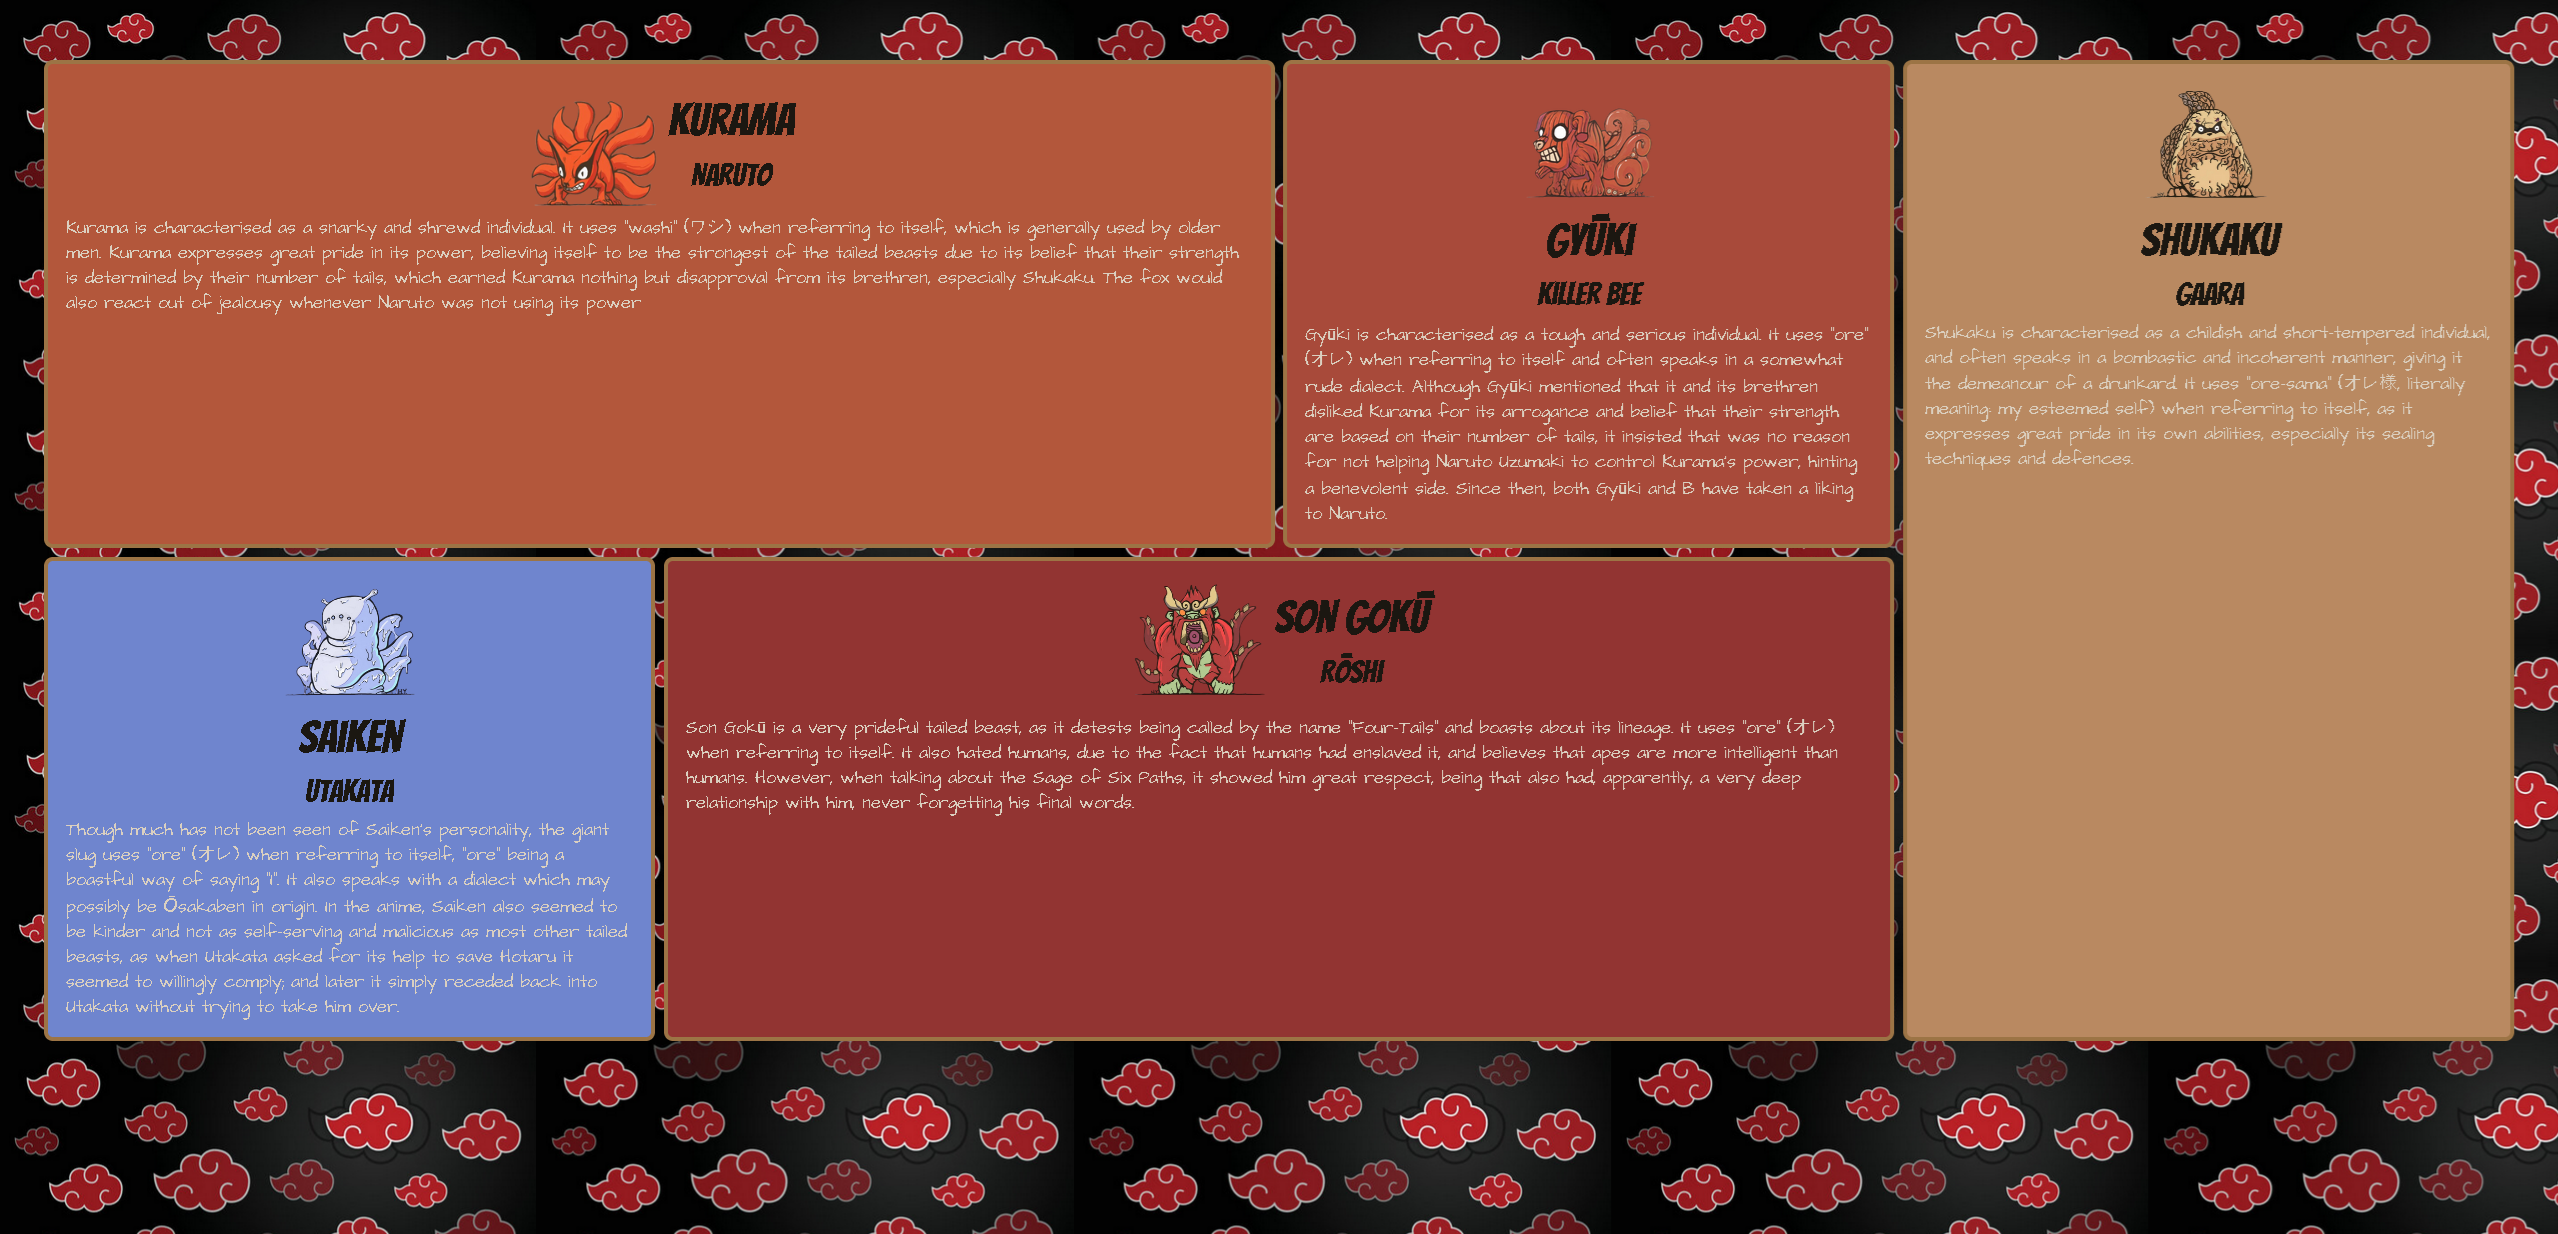 KURAMA
NARUTO
Kurama is characterised as a snarky and shrewd individual. It uses "washi" (ワシ) when referring to itself, which is generally used by older
men. Kurama expresses great pride in its power, believing itself to be the strongest of the tailed beasts due to its belief that their strength
is determined by their number of tails, which earned Kurama nothing but disapproval from its brethren, especially Shukaku. The fox would
also react out of jealousy whenever Naruto was not using its power
GYŪKI
KILLER BEE
Gyūki is characterised as a tough and serious individual. It uses "ore"
(オレ) when referring to itself and often speaks in a somewhat
rude dialect. Although Gyūki mentioned that it and its brethren
disliked Kurama for its arrogance and belief that their strength
are based on their number of tails, it insisted that was no reason
for not helping Naruto Uzumaki to control Kurama's power, hinting
a benevolent side. Since then, both Gyūki and B have taken a liking
to Naruto.
SHUKAKU
GAARA
Shukaku is characterised as a childish and short-tempered individual,
and often speaks in a bombastic and incoherent manner, giving it
the demeanour of a drunkard. It uses "ore-sama" (オレ様, literally
meaning: my esteemed self) when referring to itself, as it
expresses great pride in its own abilities, especially its sealing
techniques and defences.
SAIKEN
UTAKATA
Though much has not been seen of Saiken's personality, the giant
slug uses "ore" (オレ) when referring to itself, "ore" being a
boastful way of saying "I". It also speaks with a dialect which may
possibly be Ōsakaben in origin. In the anime, Saiken also seemed to
be kinder and not as self-serving and malicious as most other tailed
beasts, as when Utakata asked for its help to save Hotaru it
seemed to willingly comply; and later it simply receded back into
Utakata without trying to take him over.
SON GOKŪ
RŌSHI
Son Gokū is a very prideful tailed beast, as it detests being called by the name "Four-Tails" and boasts about its lineage. It uses "ore" (オレ)
when referring to itself. It also hated humans, due to the fact that humans had enslaved it, and believes that apes are more intelligent than
humans. However, when talking about the Sage of Six Paths, it showed him great respect, being that also had, apparently, a very deep
relationship with him, never forgetting his final words.